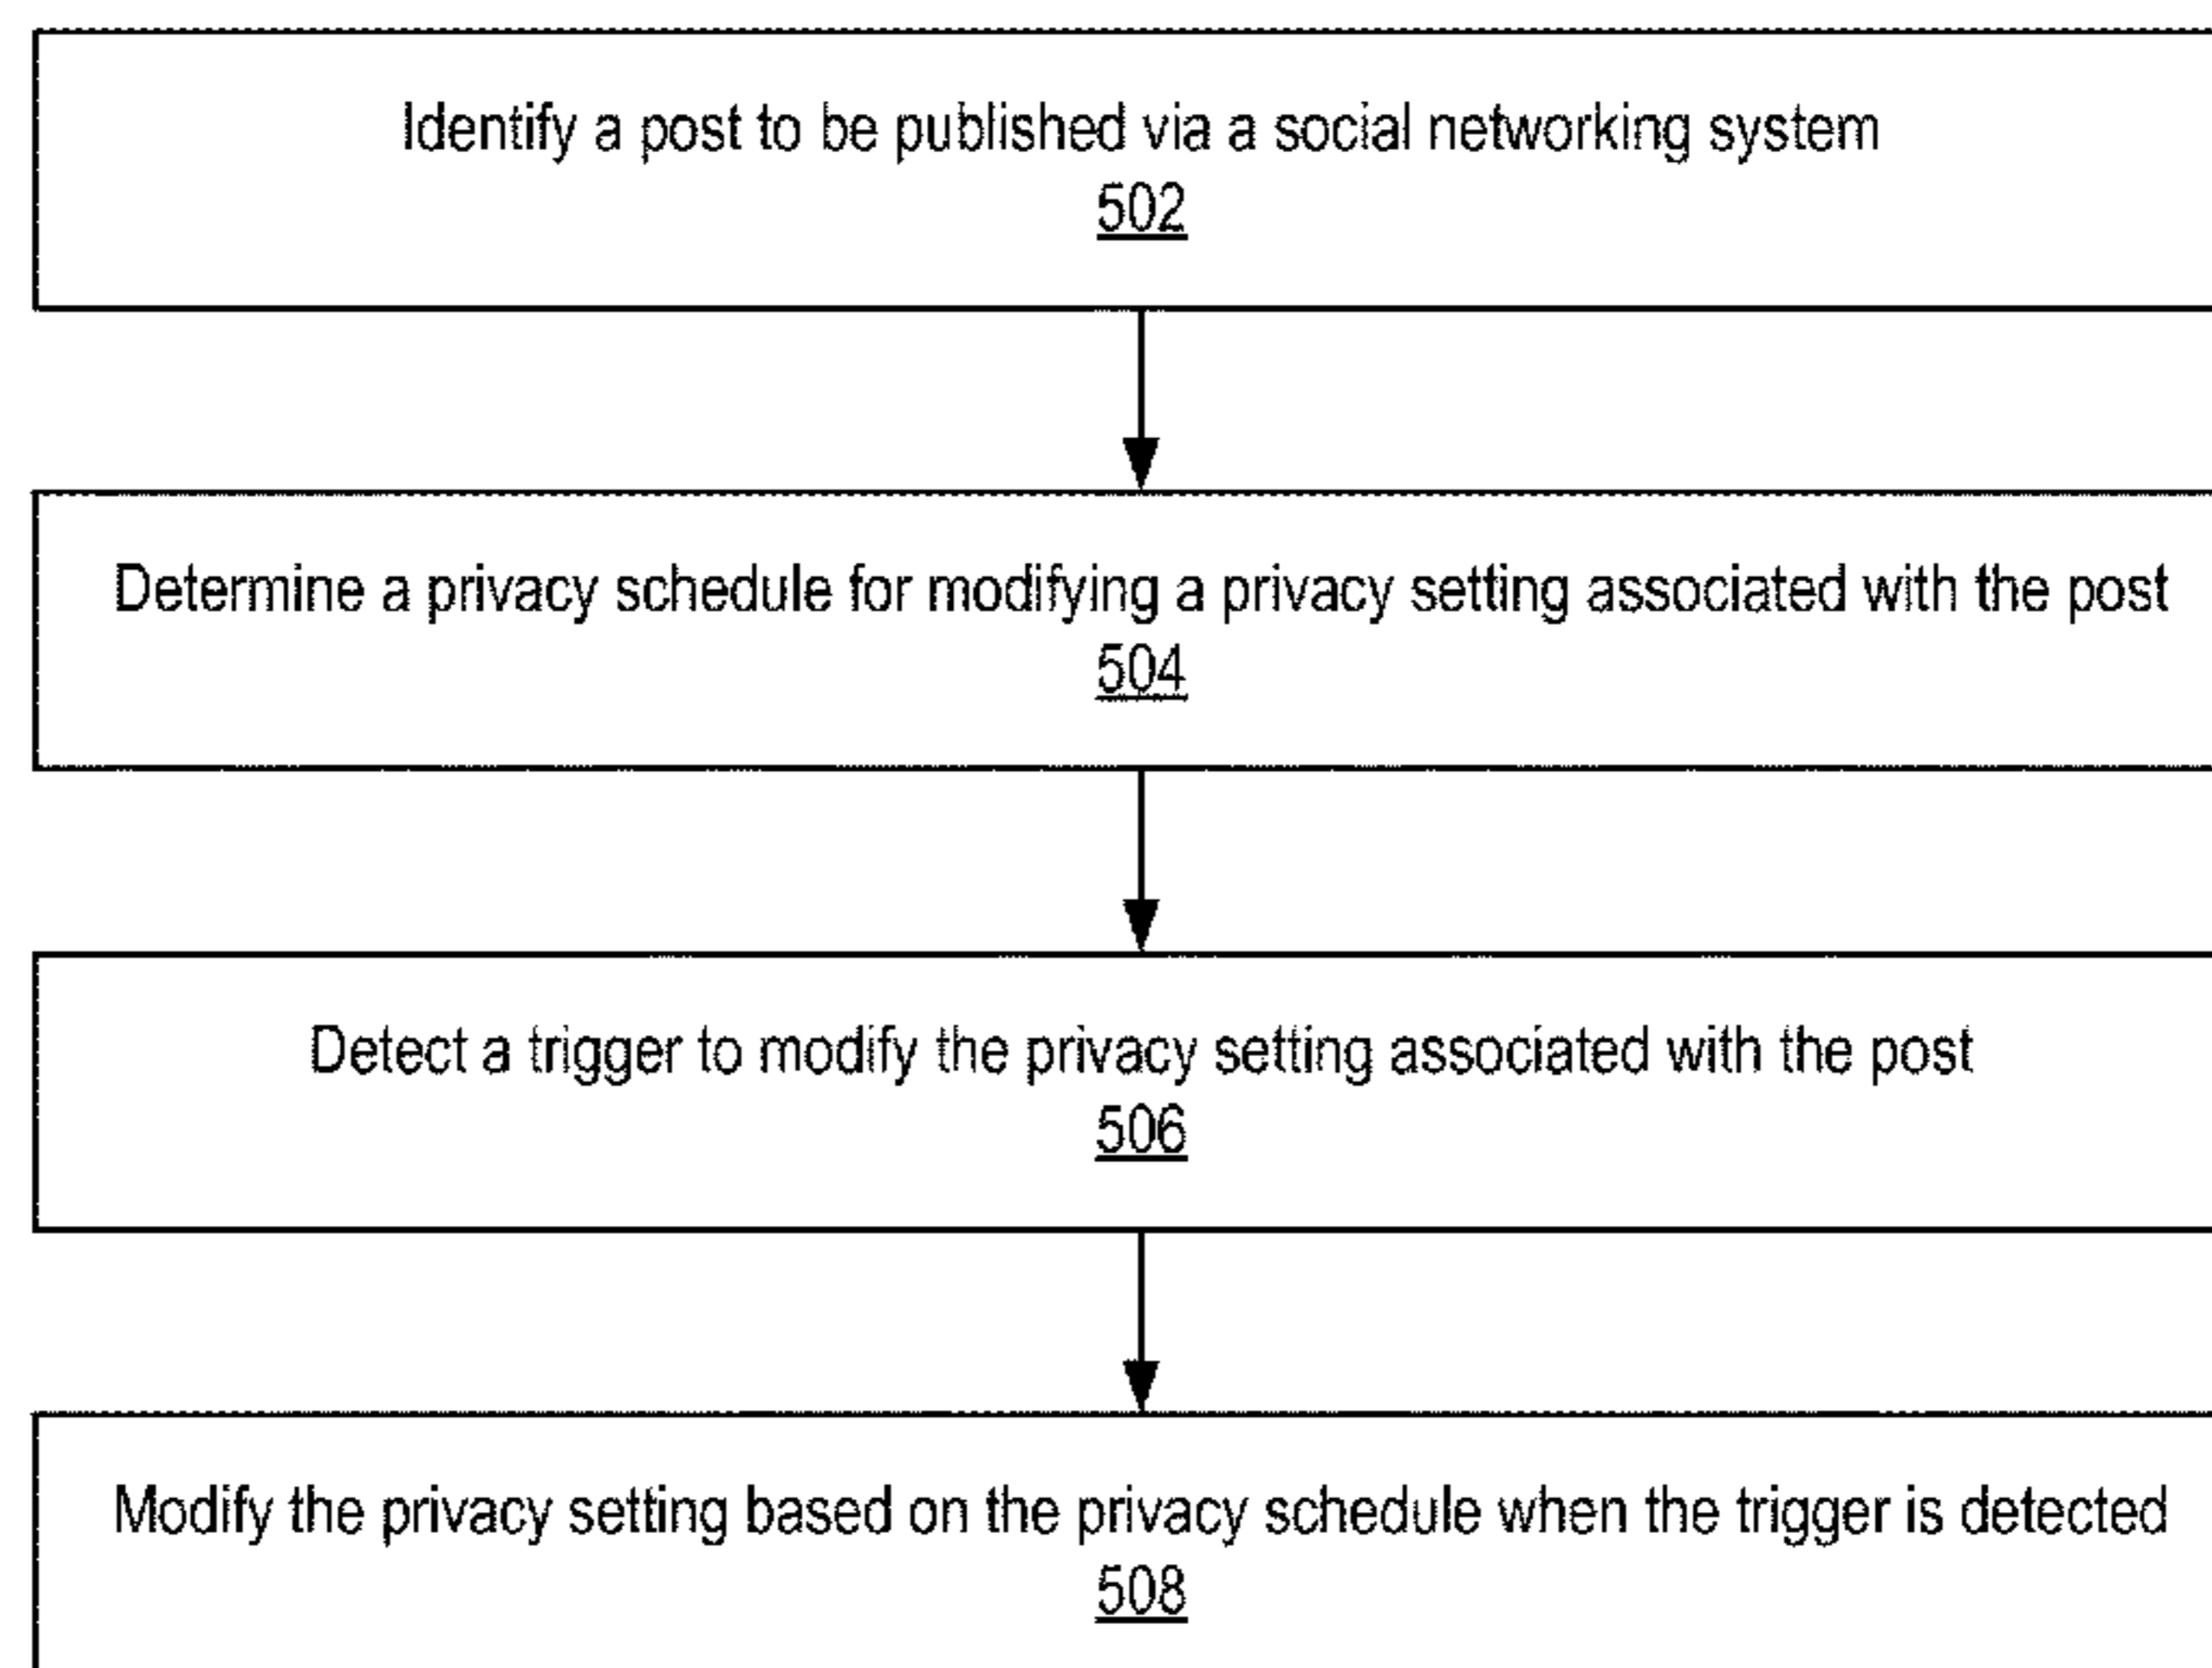 Identify a post to be published via a social networking system
502
Determine a privacy schedule for modifying a privacy setting associated with the post
504
Detect a trigger to modify the privacy setting associated with the post
506
Modify the privacy setting based on the privacy schedule when the trigger is detected
508